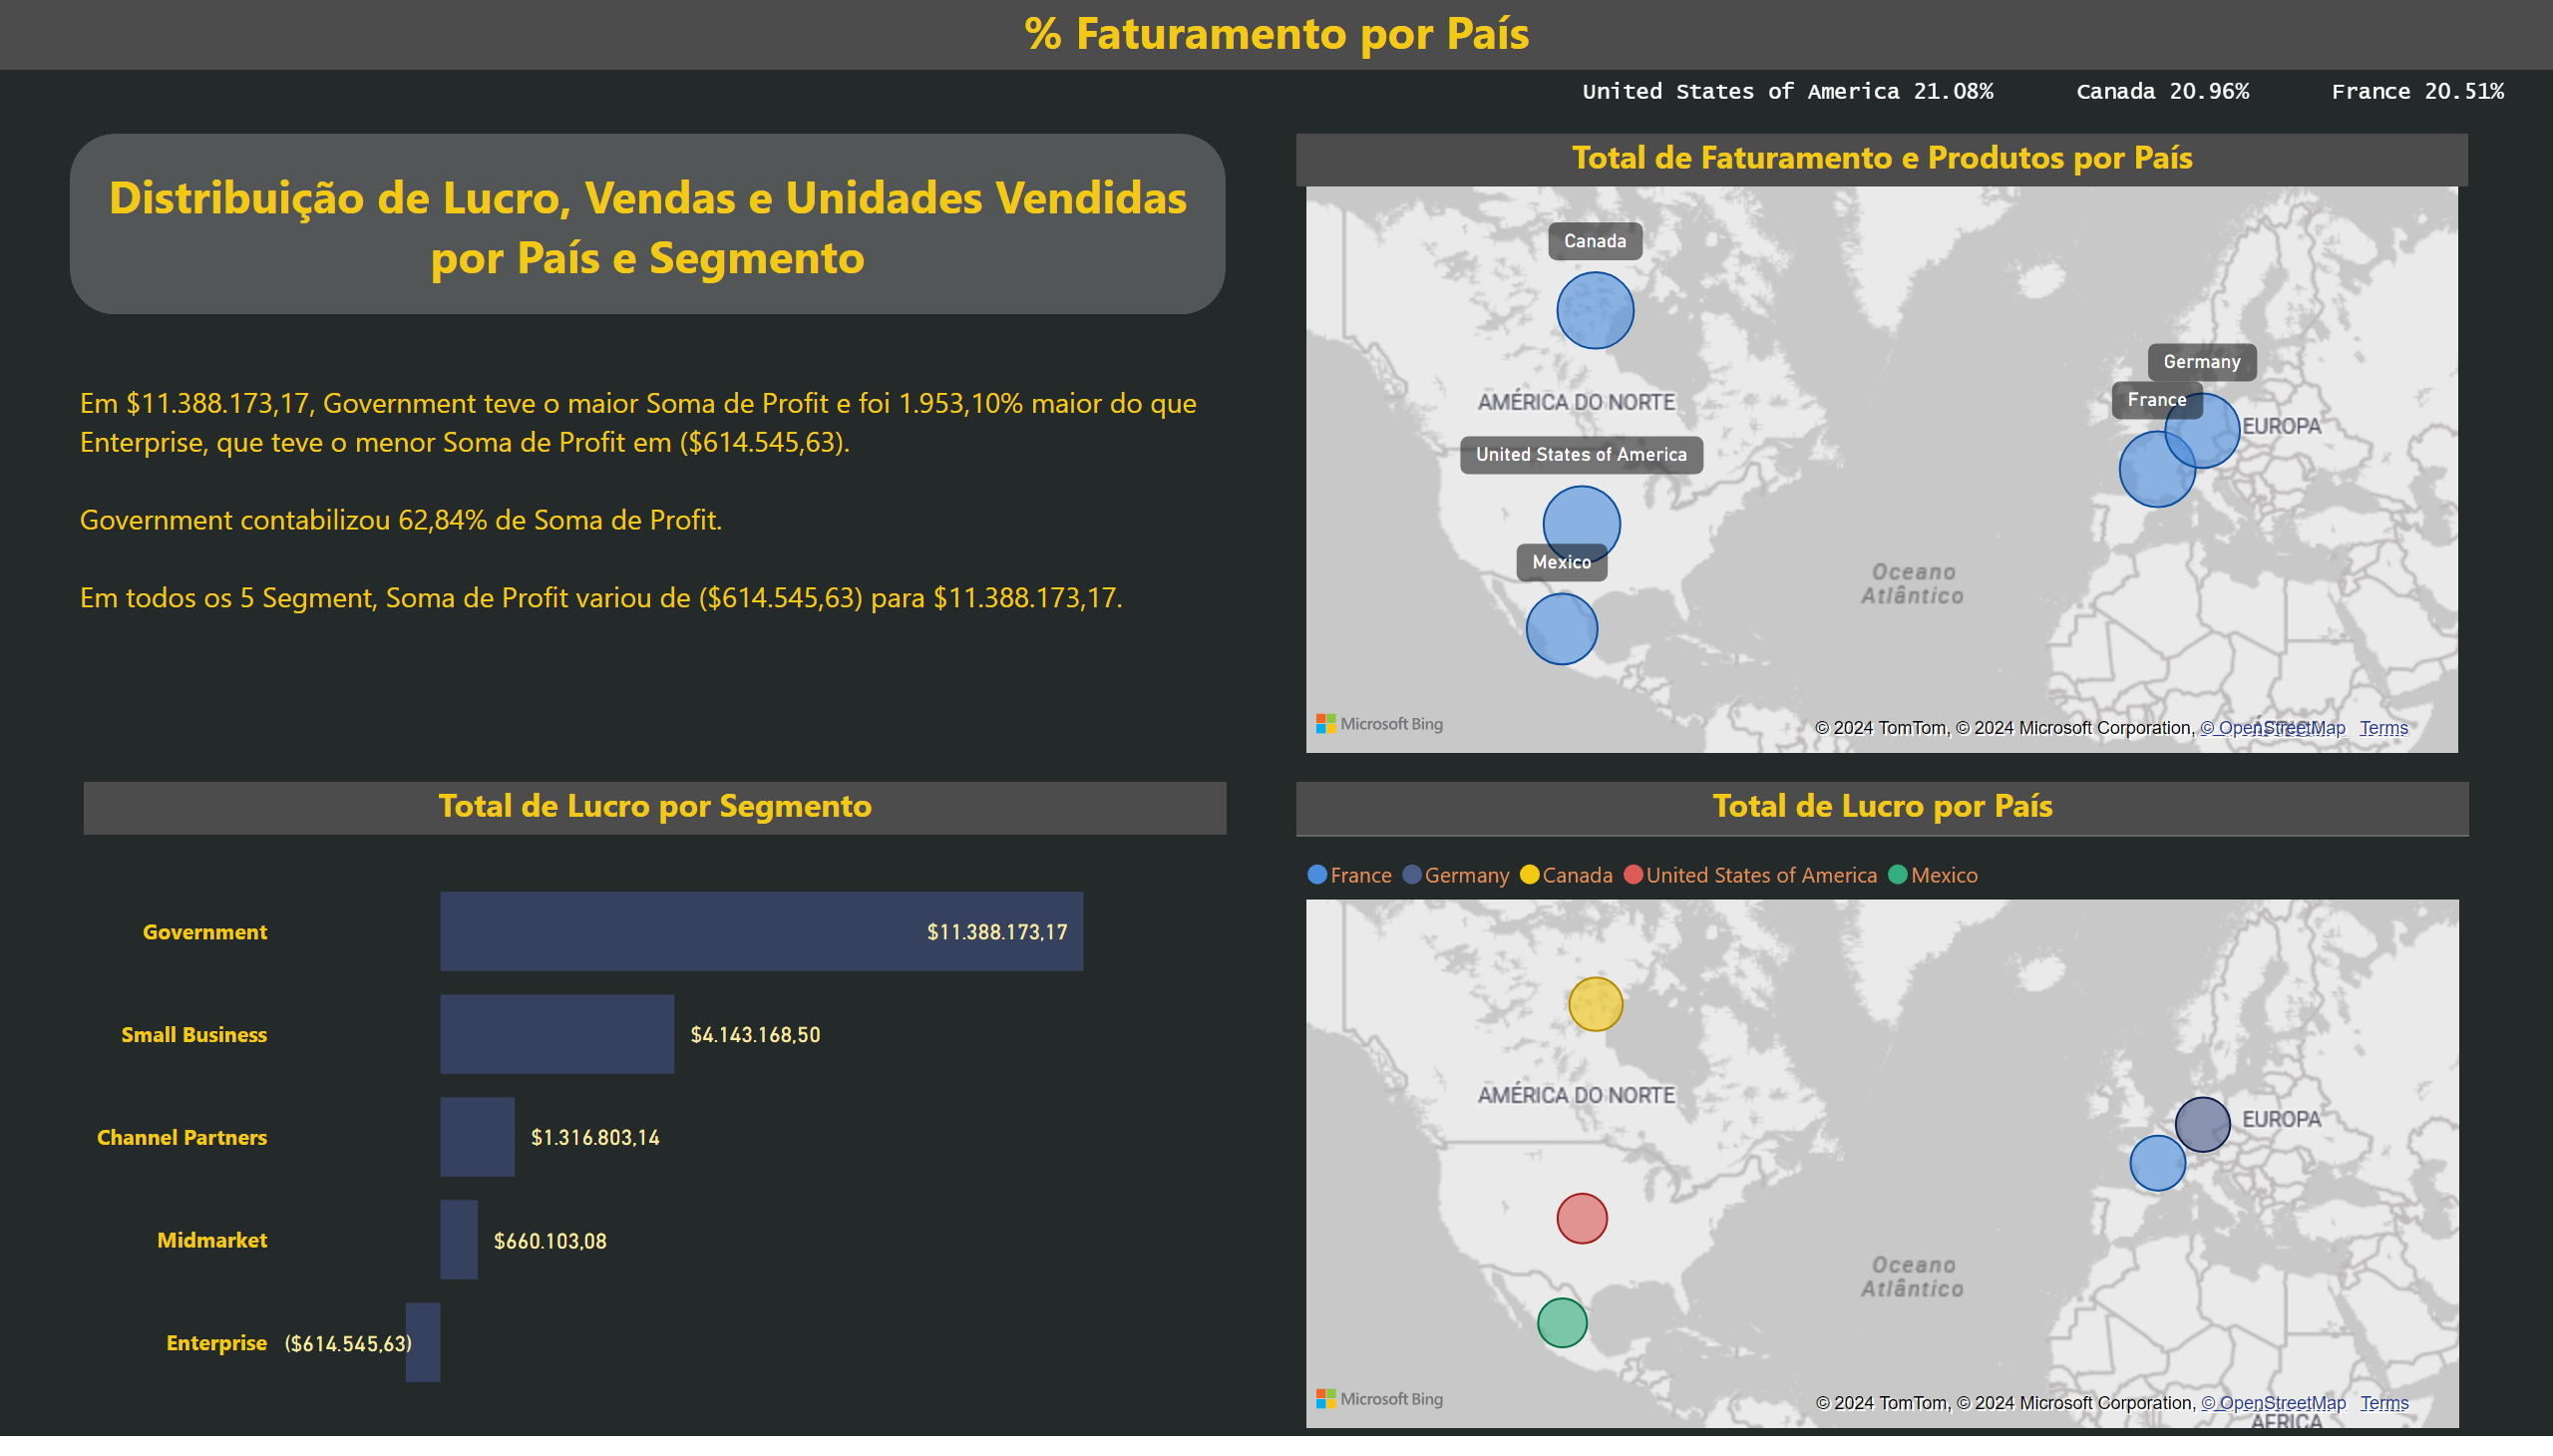 % Faturamento por País
United States of America 21.08% Canada 20.96% France 20.51%
Distribuição de Lucro, Vendas e Unidades Vendidas
por País e Segmento
Em $11.388.173,17, Government teve o maior Soma de Profit e foi 1.953,10% maior do que
Enterprise, que teve o menor Soma de Profit em ($614.545,63).
Government contabilizou 62,84% de Soma de Profit.
Em todos os 5 Segment, Soma de Profit variou de ($614.545,63) para $11.388.173,17.
Total de Faturamento e Produtos por País
Canada
Germany
France
AMÉRICA DO NORTE
EUROPA
United States of America
Mexico
Oceano
Atlântico
Microsoft Bing
© 2024 TomTom, © 2024 Microsoft Corporation, © OpenStreetMap Terms
Total de Lucro por Segmento
Government $11.388.173,17
Small Business $4.143.168,50
Channel Partners $1.316.803,14
Midmarket $660.103,08
Enterprise ($614.545,63)
Total de Lucro por País
France Germany Canada United States of America Mexico
AMÉRICA DO NORTE
EUROPA
Oceano
Atlântico
Microsoft Bing
© 2024 TomTom, © 2024 Microsoft Corporation, © OpenStreetMap Terms